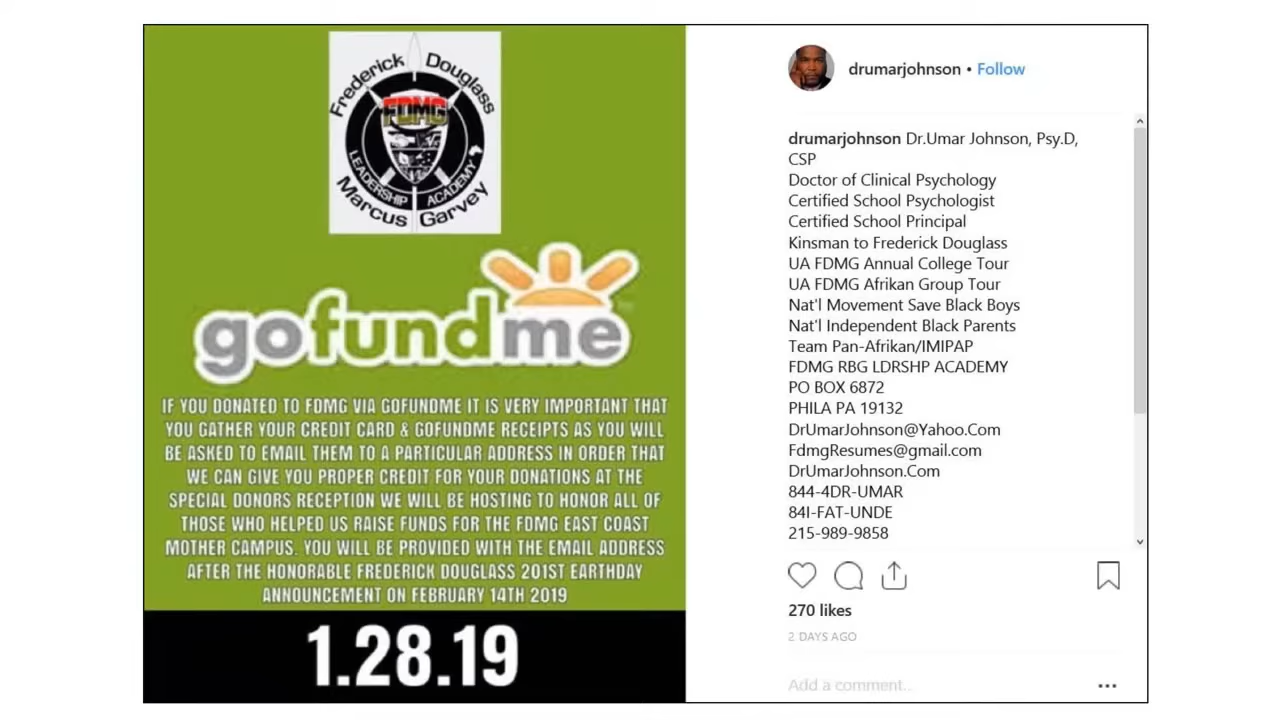 Frederick Douglass
FDMG
LEADERSHIP ACADEMY
Marcus Garvey
gofundme
IF YOU DONATED TO FDMG VIA GOFUNDME IT IS VERY IMPORTANT THAT
YOU GATHER YOUR CREDIT CARD & GOFUNDME RECEIPTS AS YOU WILL
BE ASKED TO EMAIL THEM TO A PARTICULAR ADDRESS IN ORDER THAT
WE CAN GIVE YOU PROPER CREDIT FOR YOUR DONATIONS AT THE
SPECIAL DONORS RECEPTION WE WILL BE HOSTING TO HONOR ALL OF
THOSE WHO HELPED US RAISE FUNDS FOR THE FDMG EAST COAST
MOTHER CAMPUS. YOU WILL BE PROVIDED WITH THE EMAIL ADDRESS
AFTER THE HONORABLE FREDERICK DOUGLASS 201ST EARTHDAY
ANNOUNCEMENT ON FEBRUARY 14TH 2019
1.28.19
drumarjohnson • Follow
drumarjohnson Dr.Umar Johnson, Psy.D,
CSP
Doctor of Clinical Psychology
Certified School Psychologist
Certified School Principal
Kinsman to Frederick Douglass
UA FDMG Annual College Tour
UA FDMG Afrikan Group Tour
Nat'l Movement Save Black Boys
Nat'l Independent Black Parents
Team Pan-Afrikan/IMIPAP
FDMG RBG LDRSHP ACADEMY
PO BOX 6872
PHILA PA 19132
DrUmarJohnson@Yahoo.Com
FdmgResumes@gmail.com
DrUmarJohnson.Com
844-4DR-UMAR
84I-FAT-UNDE
215-989-9858
270 likes
2 DAYS AGO
Add a comment...